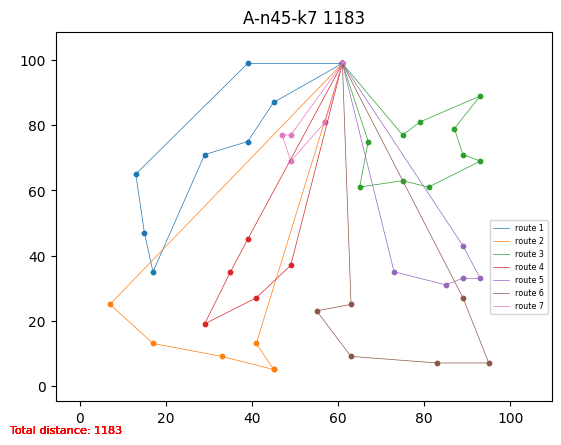 A-n45-k7 1183
100
80
60
40
20
0
0 20 40 60 80 100
route 1
route 2
route 3
route 4
route 5
route 6
route 7
Total distance: 1183